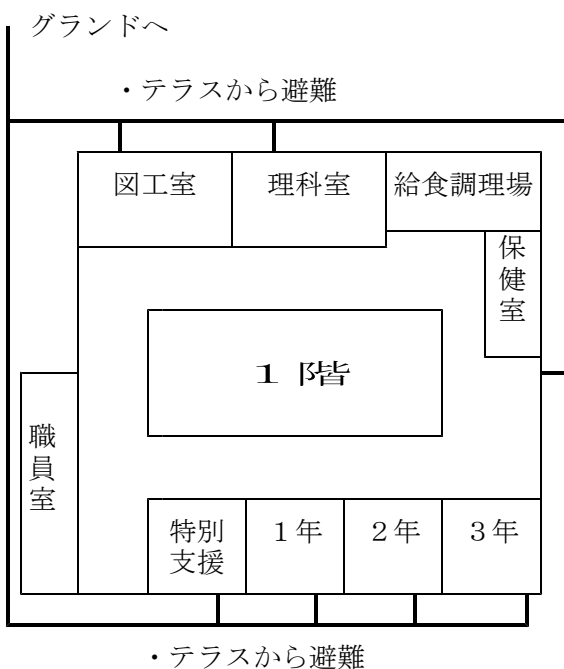 グランドへ
・テラスから避難
図工室
理科室
給食調理場
保健室
１階
職員室
特別
支援
１年
２年
３年
・テラスから避難